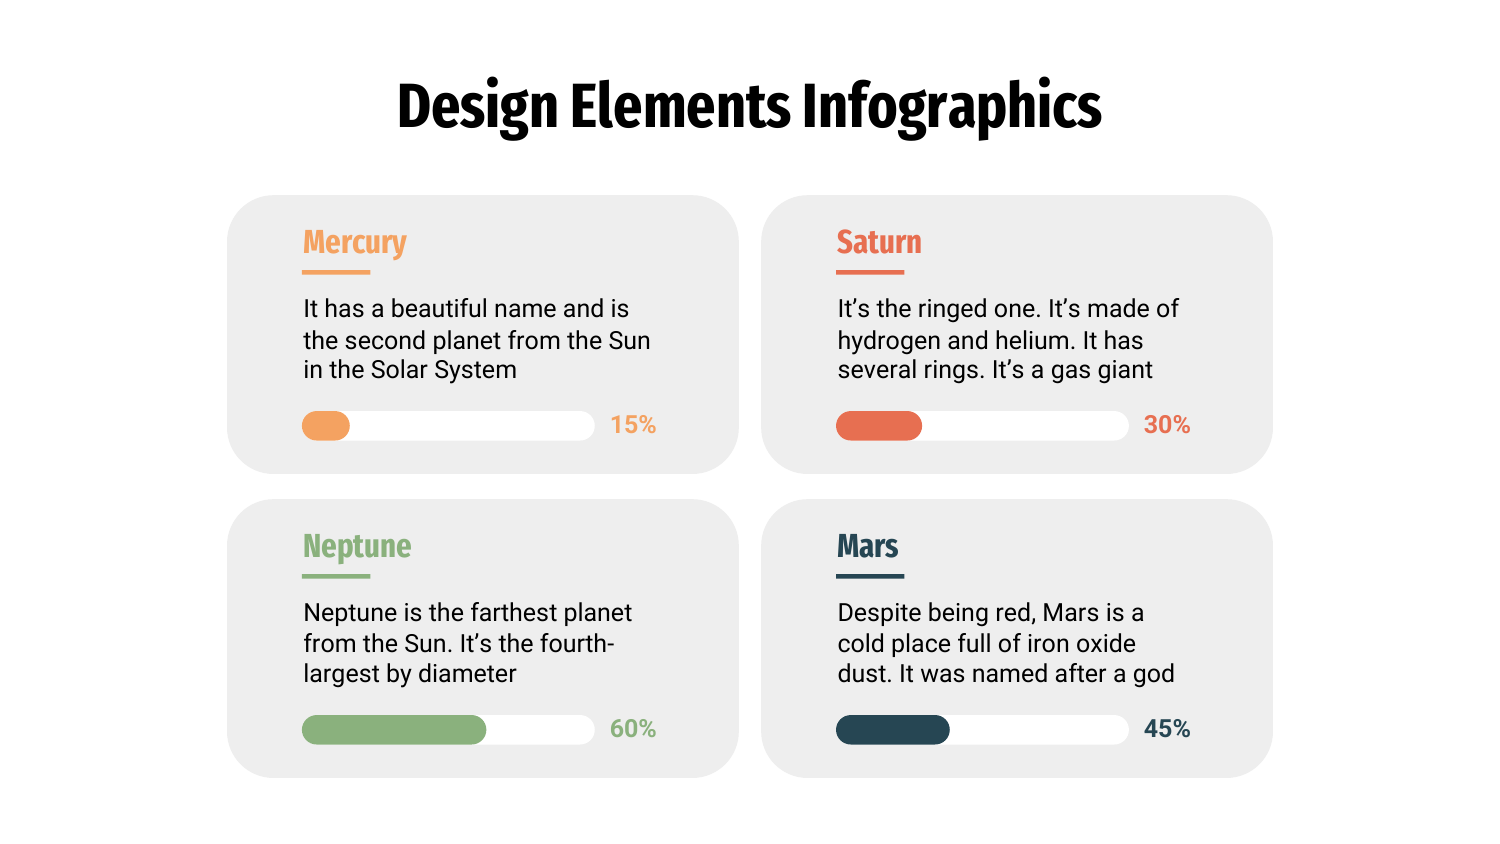 Design Elements Infographics
Mercury
It has a beautiful name and is
the second planet from the Sun
in the Solar System
15%
Saturn
It’s the ringed one. It’s made of
hydrogen and helium. It has
several rings. It’s a gas giant
30%
Neptune
Neptune is the farthest planet
from the Sun. It’s the fourth-
largest by diameter
60%
Mars
Despite being red, Mars is a
cold place full of iron oxide
dust. It was named after a god
45%